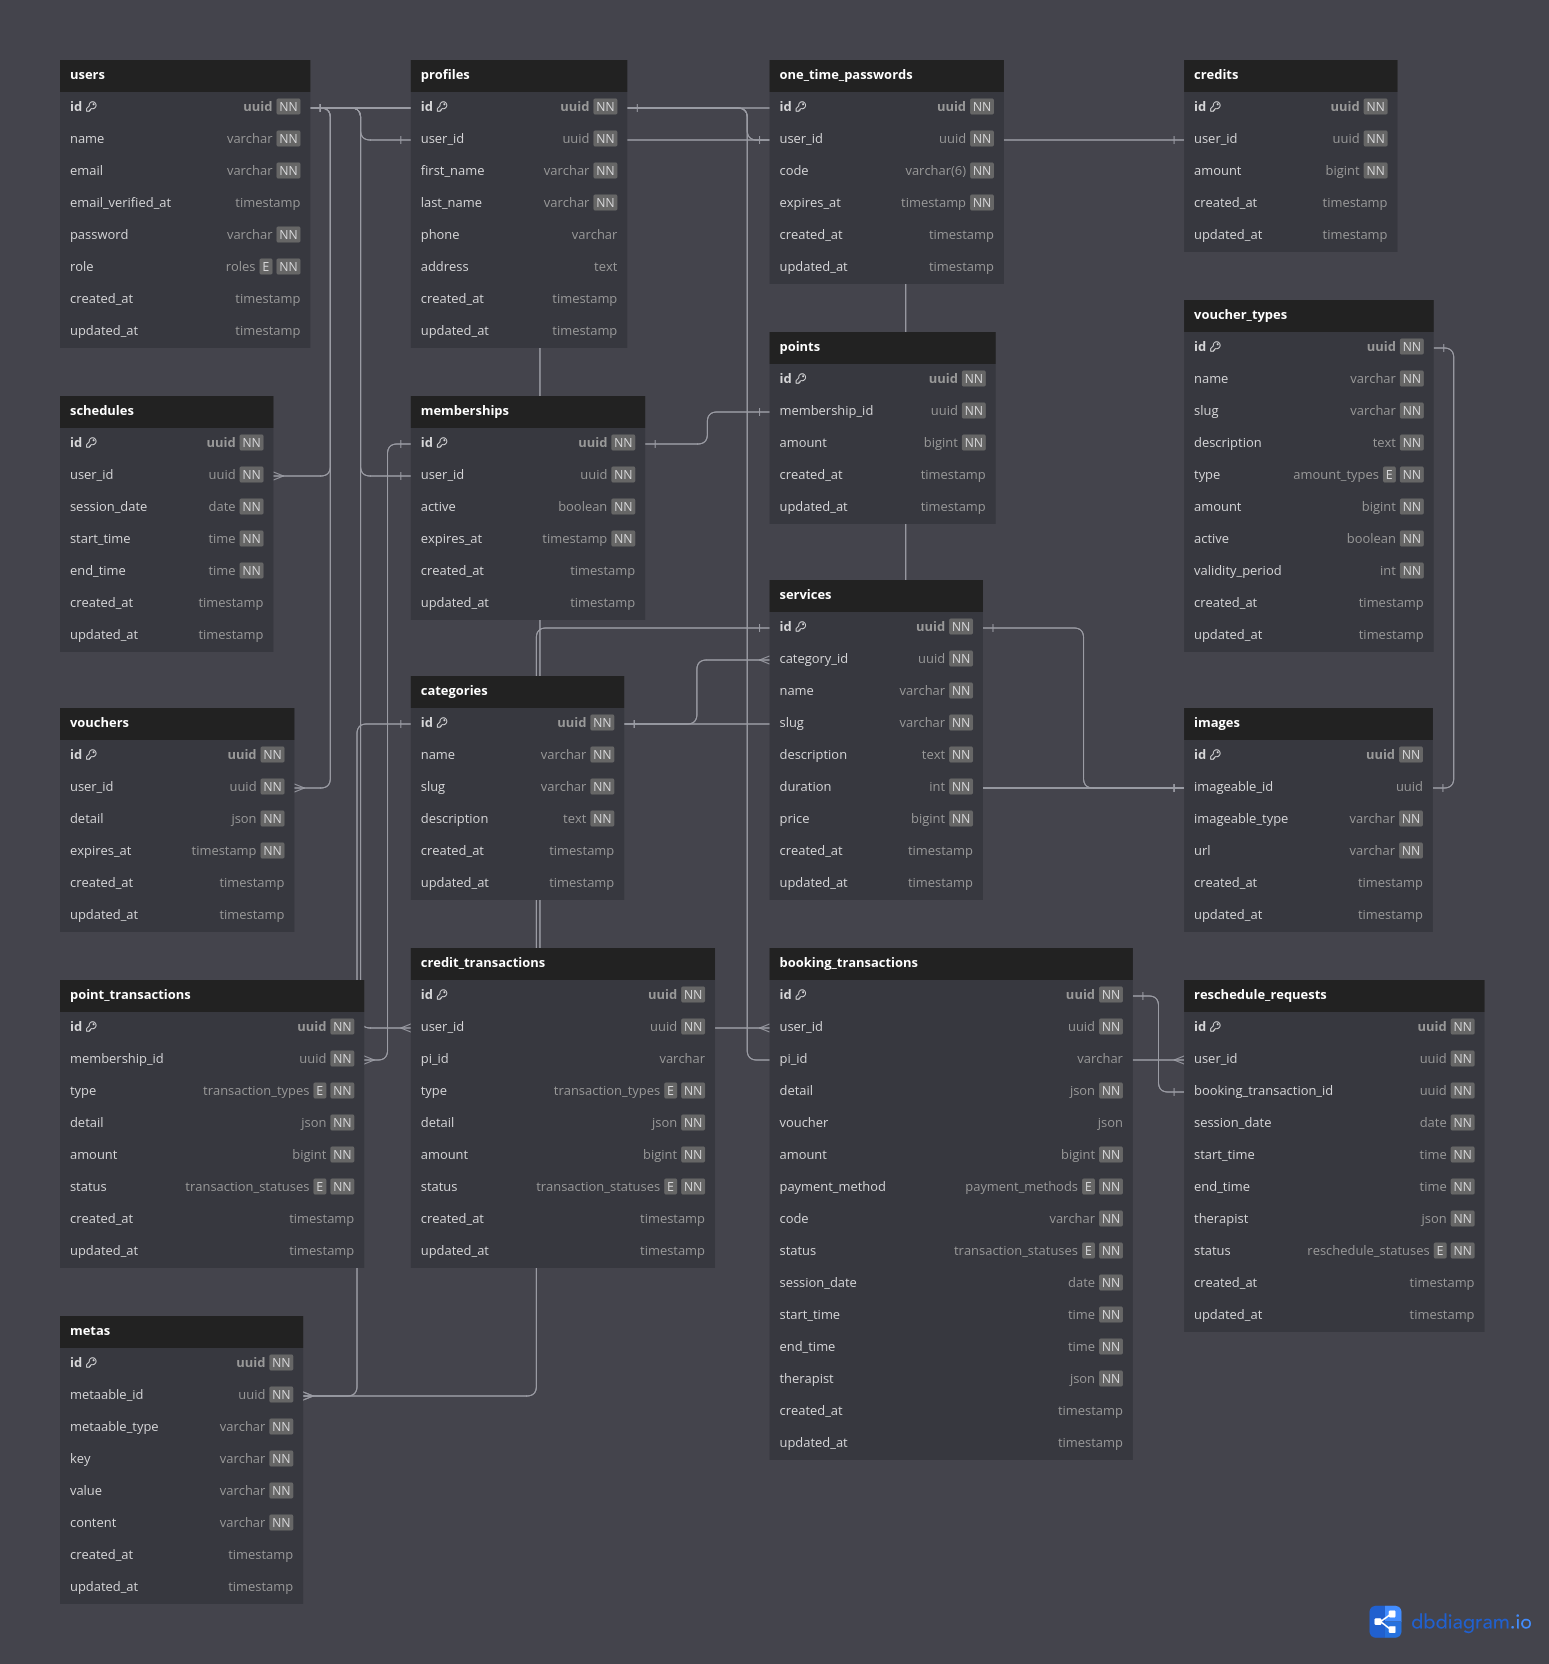 users
id uuid NN
name varchar NN
email varchar NN
email_verified_at timestamp
password varchar NN
role roles E NN
created_at timestamp
updated_at timestamp
profiles
id uuid NN
user_id uuid NN
first_name varchar NN
last_name varchar NN
phone varchar
address text
created_at timestamp
updated_at timestamp
one_time_passwords
id uuid NN
user_id uuid NN
code varchar(6) NN
expires_at timestamp NN
created_at timestamp
updated_at timestamp
credits
id uuid NN
user_id uuid NN
amount bigint NN
created_at timestamp
updated_at timestamp
schedules
id uuid NN
user_id uuid NN
session_date date NN
start_time time NN
end_time time NN
created_at timestamp
updated_at timestamp
memberships
id uuid NN
user_id uuid NN
active boolean NN
expires_at timestamp NN
created_at timestamp
updated_at timestamp
points
id uuid NN
membership_id uuid NN
amount bigint NN
created_at timestamp
updated_at timestamp
voucher_types
id uuid NN
name varchar NN
slug varchar NN
description text NN
type amount_types E NN
amount bigint NN
active boolean NN
validity_period int NN
created_at timestamp
updated_at timestamp
vouchers
id uuid NN
user_id uuid NN
detail json NN
expires_at timestamp NN
created_at timestamp
updated_at timestamp
categories
id uuid NN
name varchar NN
slug varchar NN
description text NN
created_at timestamp
updated_at timestamp
services
id uuid NN
category_id uuid NN
name varchar NN
slug varchar NN
description text NN
duration int NN
price bigint NN
created_at timestamp
updated_at timestamp
images
id uuid NN
imageable_id uuid
imageable_type varchar NN
url varchar NN
created_at timestamp
updated_at timestamp
point_transactions
id uuid NN
membership_id uuid NN
type transaction_types E NN
detail json NN
amount bigint NN
status transaction_statuses E NN
created_at timestamp
updated_at timestamp
credit_transactions
id uuid NN
user_id uuid NN
pi_id varchar
type transaction_types E NN
detail json NN
amount bigint NN
status transaction_statuses E NN
created_at timestamp
updated_at timestamp
booking_transactions
id uuid NN
user_id uuid NN
pi_id varchar
detail json NN
voucher json
amount bigint NN
payment_method payment_methods E NN
code varchar NN
status transaction_statuses E NN
session_date date NN
start_time time NN
end_time time NN
therapist json NN
created_at timestamp
updated_at timestamp
reschedule_requests
id uuid NN
user_id uuid NN
booking_transaction_id uuid NN
session_date date NN
start_time time NN
end_time time NN
therapist json NN
status reschedule_statuses E NN
created_at timestamp
updated_at timestamp
metas
id uuid NN
metaable_id uuid NN
metaable_type varchar NN
key varchar NN
value varchar NN
content varchar NN
created_at timestamp
updated_at timestamp
dbdiagram.io